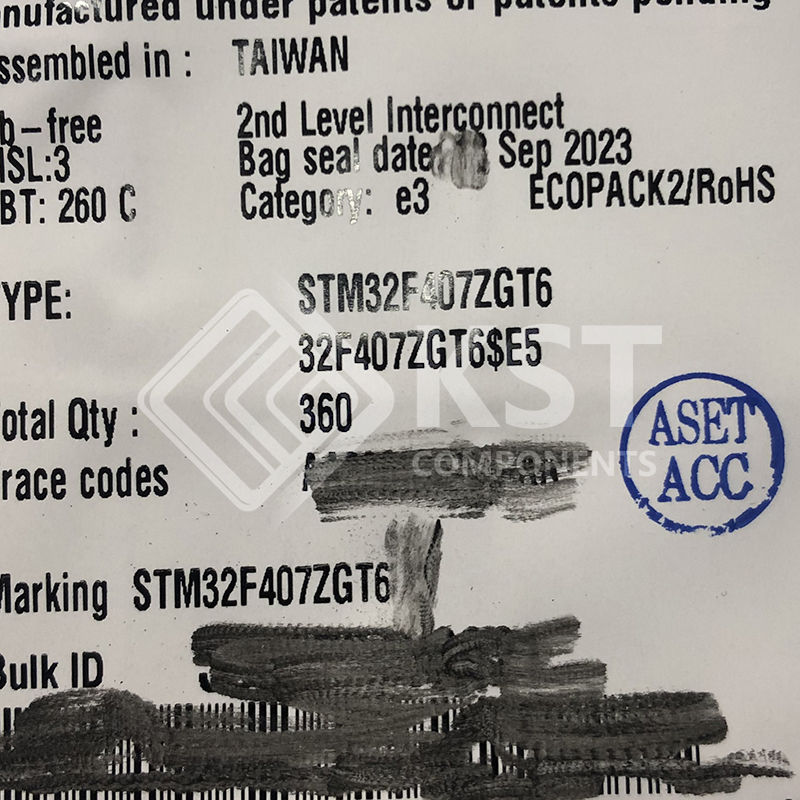 nufactured under patents or patents pending
ssembled in : TAIWAN
b-free 2nd Level Interconnect
MSL:3 Bag seal date Sep 2023
BT: 260 C Category: e3 ECOPACK2/RoHS
YPE: STM32F407ZGT6
32F407ZGT6$E5
otal Qty : 360
race codes
Marking STM32F407ZGT6
Bulk ID
KST
COMPONENTS
ASET
ACC